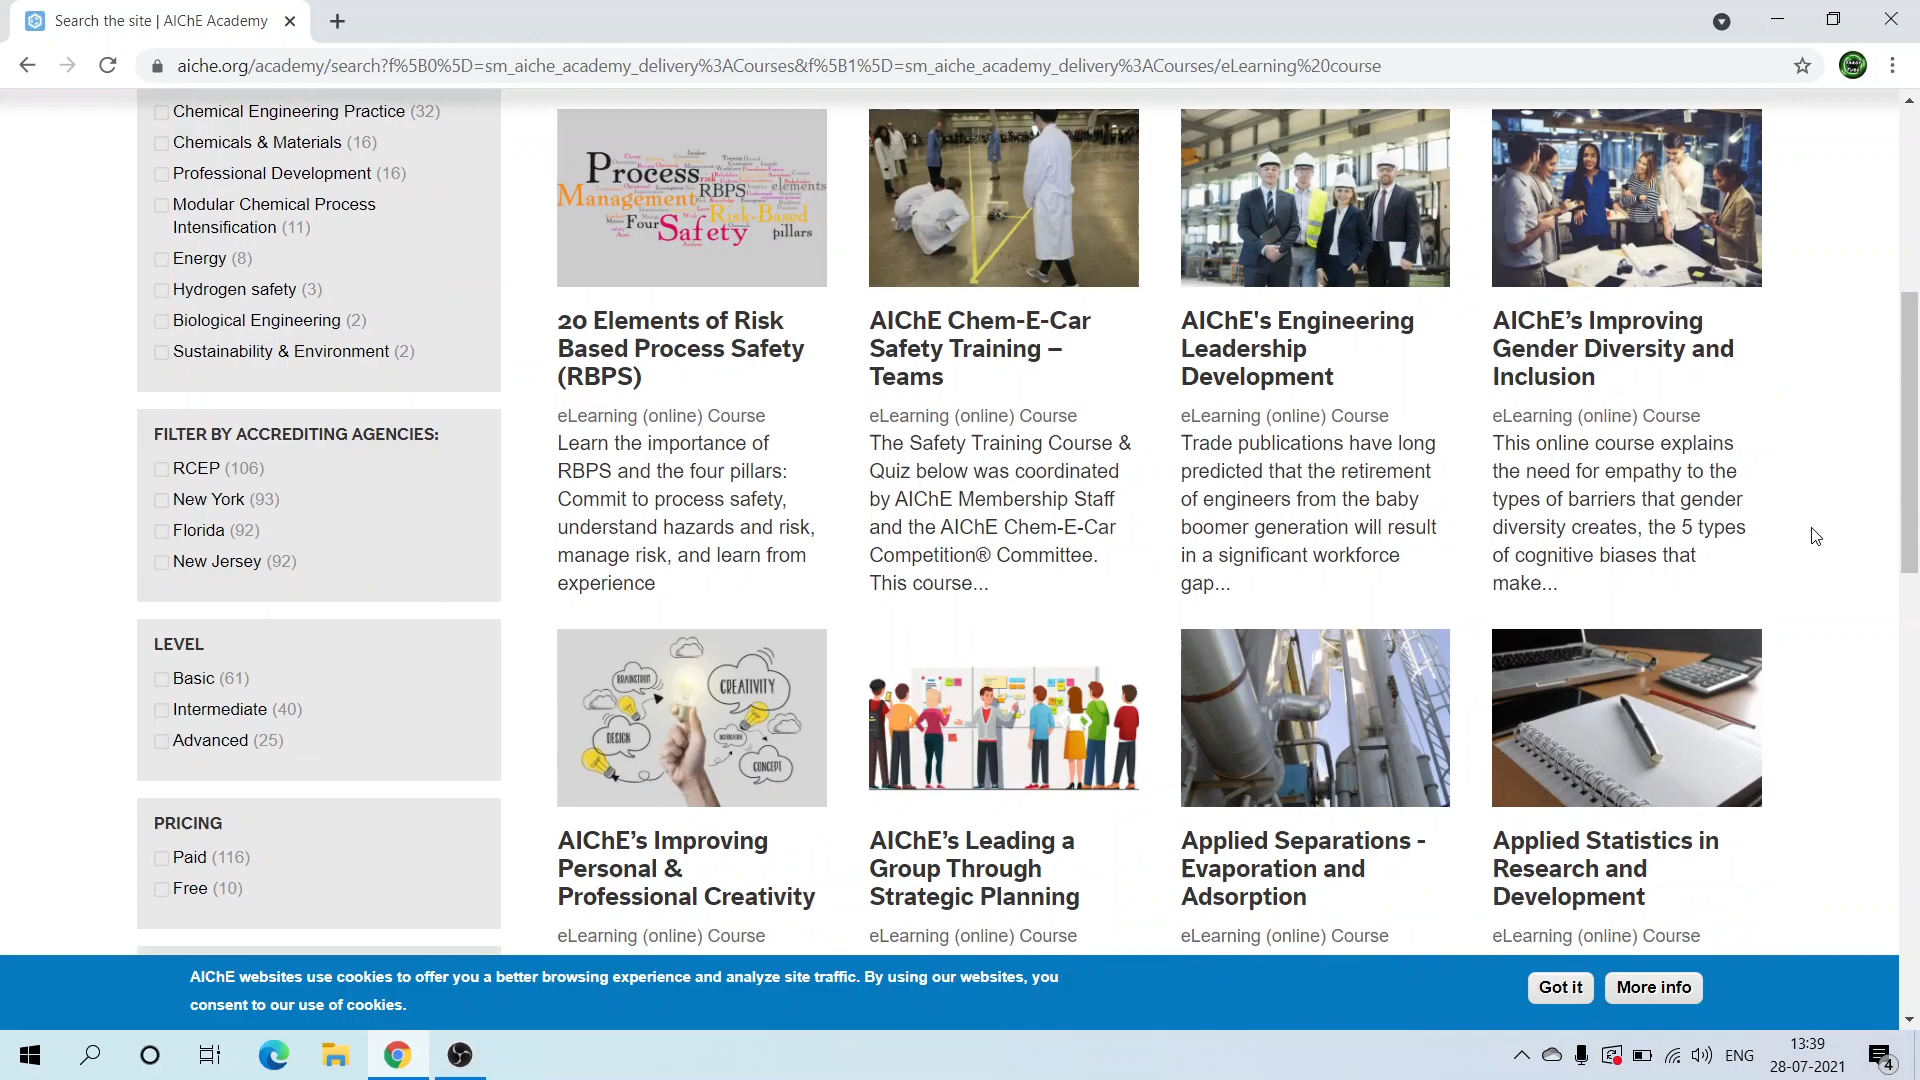 Search the site | AIChE Academy
aiche.org/academy/search?f%5B0%5D=sm_aiche_academy_delivery%3ACourses&f%5B1%5D=sm_aiche_academy_delivery%3ACourses/eLearning%20course
Chemical Engineering Practice (32)
Chemicals & Materials (16)
Professional Development (16)
Modular Chemical Process
Intensification (11)
Energy (8)
Hydrogen safety (3)
Biological Engineering (2)
Sustainability & Environment (2)
FILTER BY ACCREDITING AGENCIES:
RCEP (106)
New York (93)
Florida (92)
New Jersey (92)
LEVEL
Basic (61)
Intermediate (40)
Advanced (25)
PRICING
Paid (116)
Free (10)
Process
Management RBPS elements
Risk-Based
Four Safety pillars
20 Elements of Risk
Based Process Safety
(RBPS)
eLearning (online) Course
Learn the importance of
RBPS and the four pillars:
Commit to process safety,
understand hazards and risk,
manage risk, and learn from
experience
AIChE Chem-E-Car
Safety Training –
Teams
eLearning (online) Course
The Safety Training Course &
Quiz below was coordinated
by AIChE Membership Staff
and the AIChE Chem-E-Car
Competition® Committee.
This course...
AIChE's Engineering
Leadership
Development
eLearning (online) Course
Trade publications have long
predicted that the retirement
of engineers from the baby
boomer generation will result
in a significant workforce
gap...
AIChE’s Improving
Gender Diversity and
Inclusion
eLearning (online) Course
This online course explains
the need for empathy to the
types of barriers that gender
diversity creates, the 5 types
of cognitive biases that
make...
BRAINSTORM
CREATIVITY
DESIGN
CONCEPT
AIChE’s Improving
Personal &
Professional Creativity
eLearning (online) Course
AIChE’s Leading a
Group Through
Strategic Planning
eLearning (online) Course
Applied Separations -
Evaporation and
Adsorption
eLearning (online) Course
Applied Statistics in
Research and
Development
eLearning (online) Course
AIChE websites use cookies to offer you a better browsing experience and analyze site traffic. By using our websites, you
consent to our use of cookies.
Got it
More info
ENG
13:39
28-07-2021
4